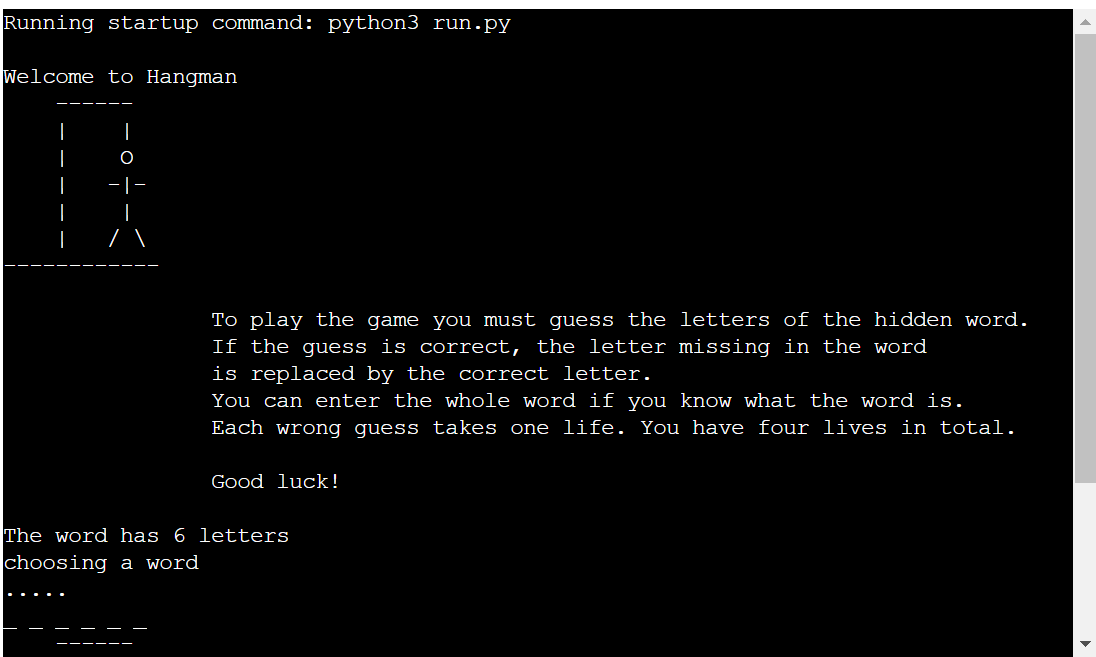 Running startup command: python3 run.py
Welcome to Hangman
    ------
    |    |
    |    O
    |   -|-
    |    |
    |   / \
------------
To play the game you must guess the letters of the hidden word.
If the guess is correct, the letter missing in the word
is replaced by the correct letter.
You can enter the whole word if you know what the word is.
Each wrong guess takes one life. You have four lives in total.
Good luck!
The word has 6 letters
choosing a word
.....
_ _ _ _ _ _
    ------